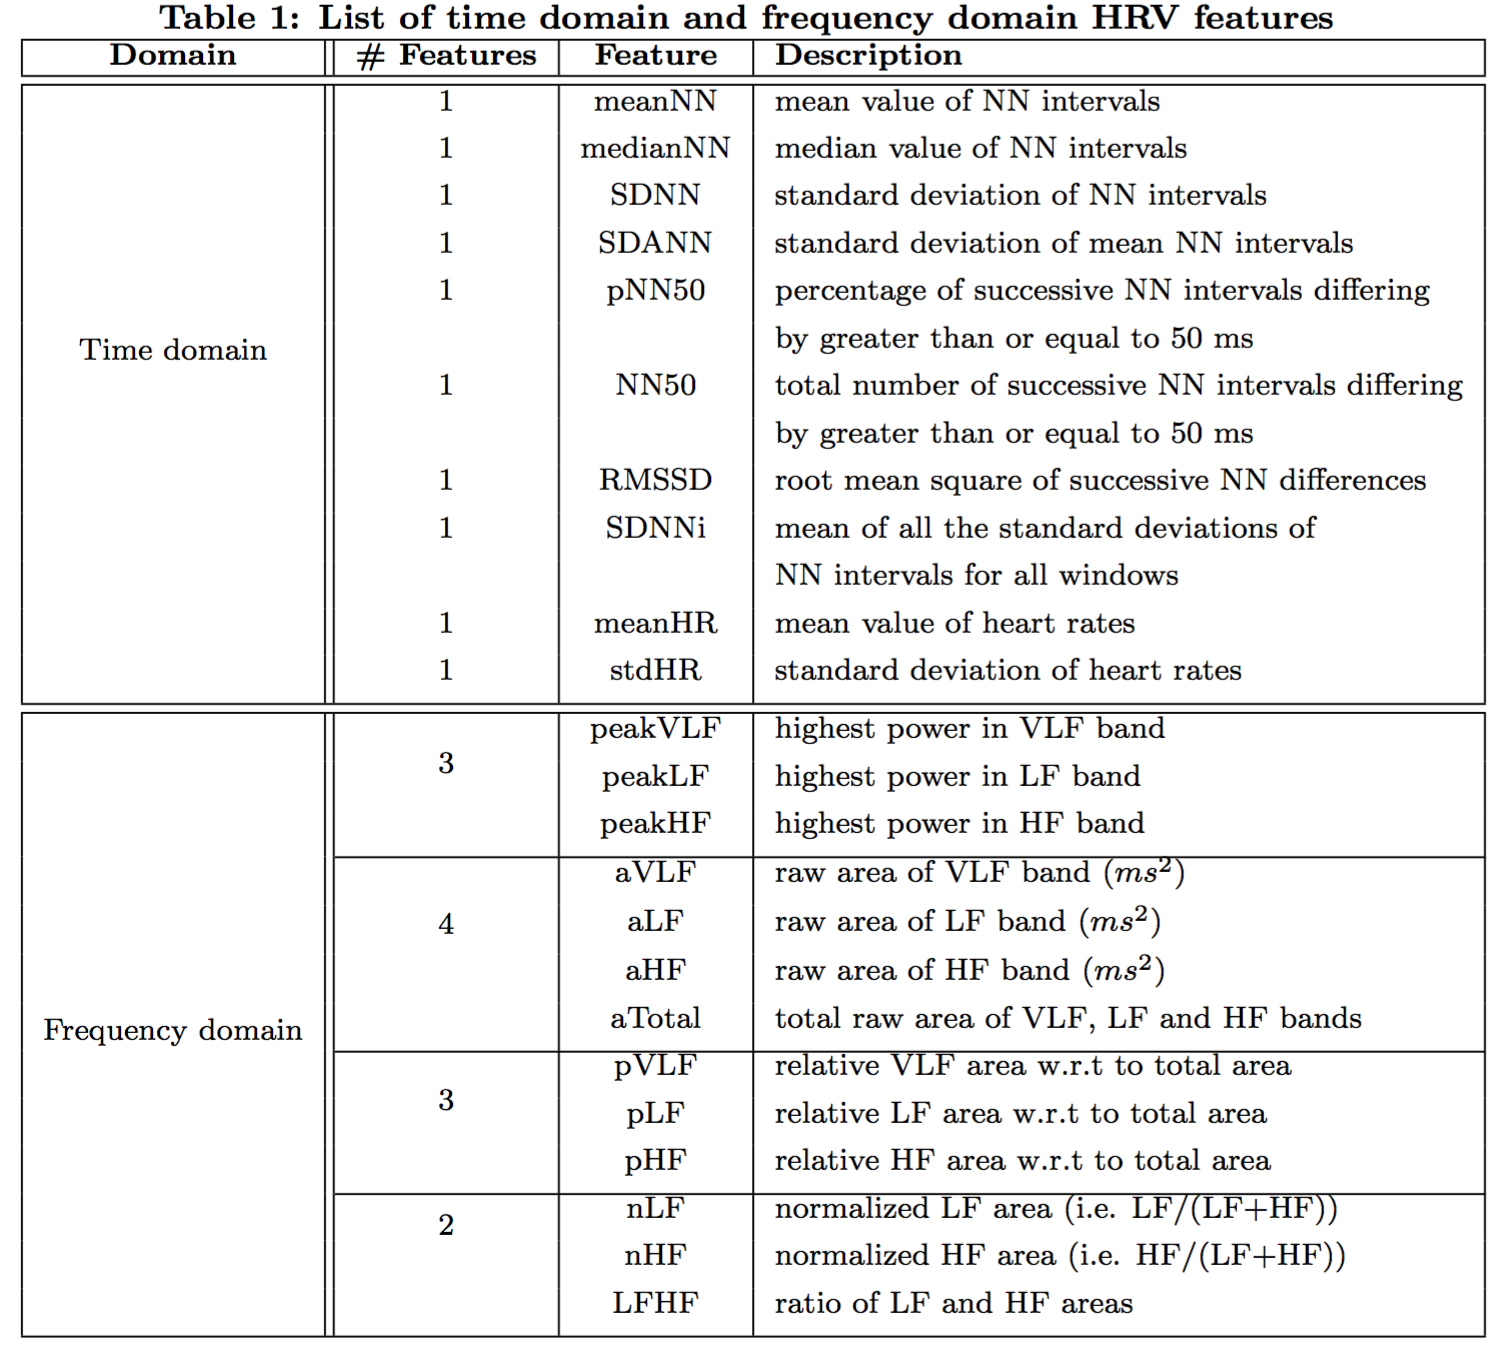 Table 1: List of time domain and frequency domain HRV features
Domain # Features Feature Description
1 meanNN mean value of NN intervals
1 medianNN median value of NN intervals
1 SDNN standard deviation of NN intervals
1 SDANN standard deviation of mean NN intervals
1 pNN50 percentage of successive NN intervals differing
by greater than or equal to 50 ms
Time domain
1 NN50 total number of successive NN intervals differing
by greater than or equal to 50 ms
1 RMSSD root mean square of successive NN differences
1 SDNNi mean of all the standard deviations of
NN intervals for all windows
1 meanHR mean value of heart rates
1 stdHR standard deviation of heart rates
peakVLF highest power in VLF band
3
peakLF highest power in LF band
peakHF highest power in HF band
aVLF raw area of VLF band (ms²)
4 aLF raw area of LF band (ms²)
aHF raw area of HF band (ms²)
aTotal total raw area of VLF, LF and HF bands
Frequency domain
pVLF relative VLF area w.r.t to total area
3
pLF relative LF area w.r.t to total area
pHF relative HF area w.r.t to total area
nLF normalized LF area (i.e. LF/(LF+HF))
2
nHF normalized HF area (i.e. HF/(LF+HF))
LFHF ratio of LF and HF areas